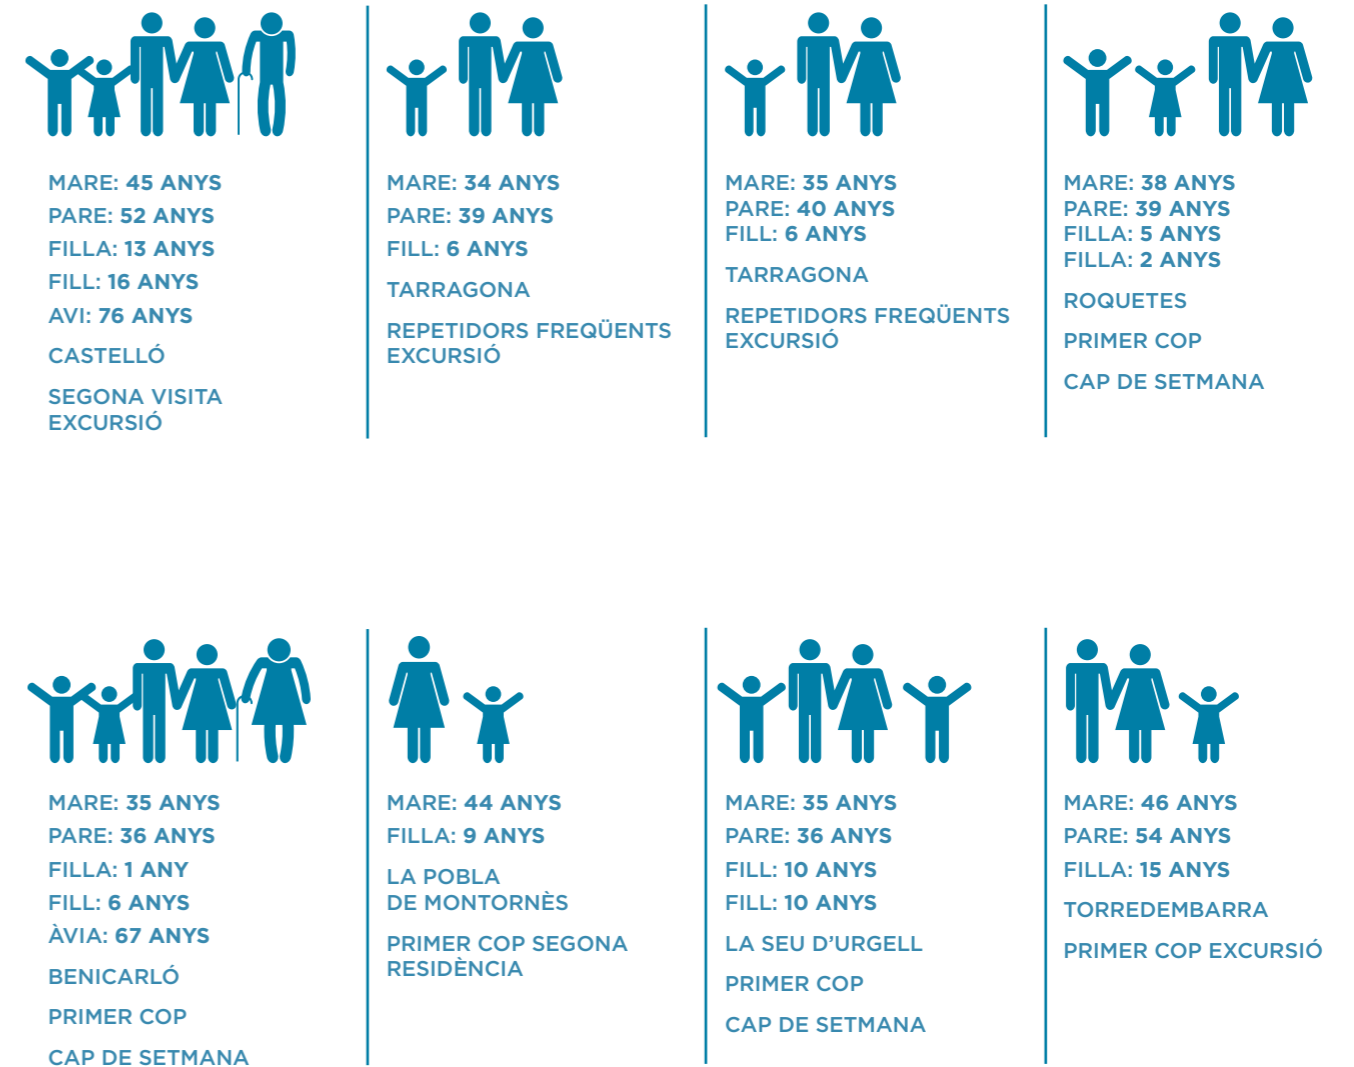 MARE: 45 ANYS
PARE: 52 ANYS
FILLA: 13 ANYS
FILL: 16 ANYS
AVI: 76 ANYS
CASTELLÓ
SEGONA VISITA
EXCURSIÓ
MARE: 34 ANYS
PARE: 39 ANYS
FILL: 6 ANYS
TARRAGONA
REPETIDORS FREQÜENTS
EXCURSIÓ
MARE: 35 ANYS
PARE: 40 ANYS
FILL: 6 ANYS
TARRAGONA
REPETIDORS FREQÜENTS
EXCURSIÓ
MARE: 38 ANYS
PARE: 39 ANYS
FILLA: 5 ANYS
FILLA: 2 ANYS
ROQUETES
PRIMER COP
CAP DE SETMANA
MARE: 35 ANYS
PARE: 36 ANYS
FILLA: 1 ANY
FILL: 6 ANYS
ÀVIA: 67 ANYS
BENICARLÓ
PRIMER COP
CAP DE SETMANA
MARE: 44 ANYS
FILLA: 9 ANYS
LA POBLA
DE MONTORNÈS
PRIMER COP SEGONA
RESIDÈNCIA
MARE: 35 ANYS
PARE: 36 ANYS
FILL: 10 ANYS
FILL: 10 ANYS
LA SEU D’URGELL
PRIMER COP
CAP DE SETMANA
MARE: 46 ANYS
PARE: 54 ANYS
FILLA: 15 ANYS
TORREDEMBARRA
PRIMER COP EXCURSIÓ